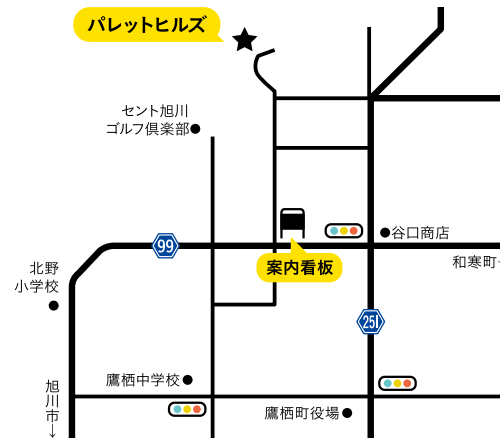 パレットヒルズ
セント旭川
ゴルフ倶楽部
谷口商店
99
案内看板
和寒町
北野
小学校
251
鷹栖中学校
旭川市↓
鷹栖町役場